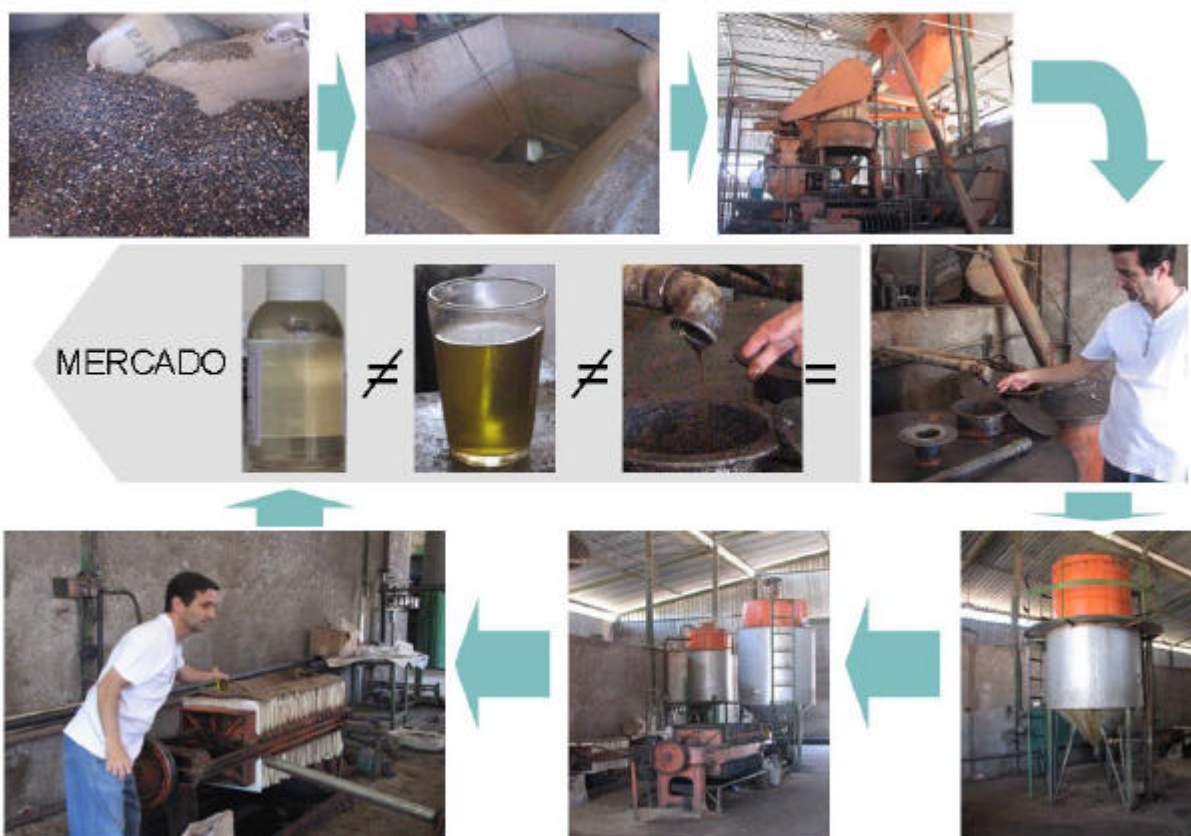 MERCADO ≠ ≠ =